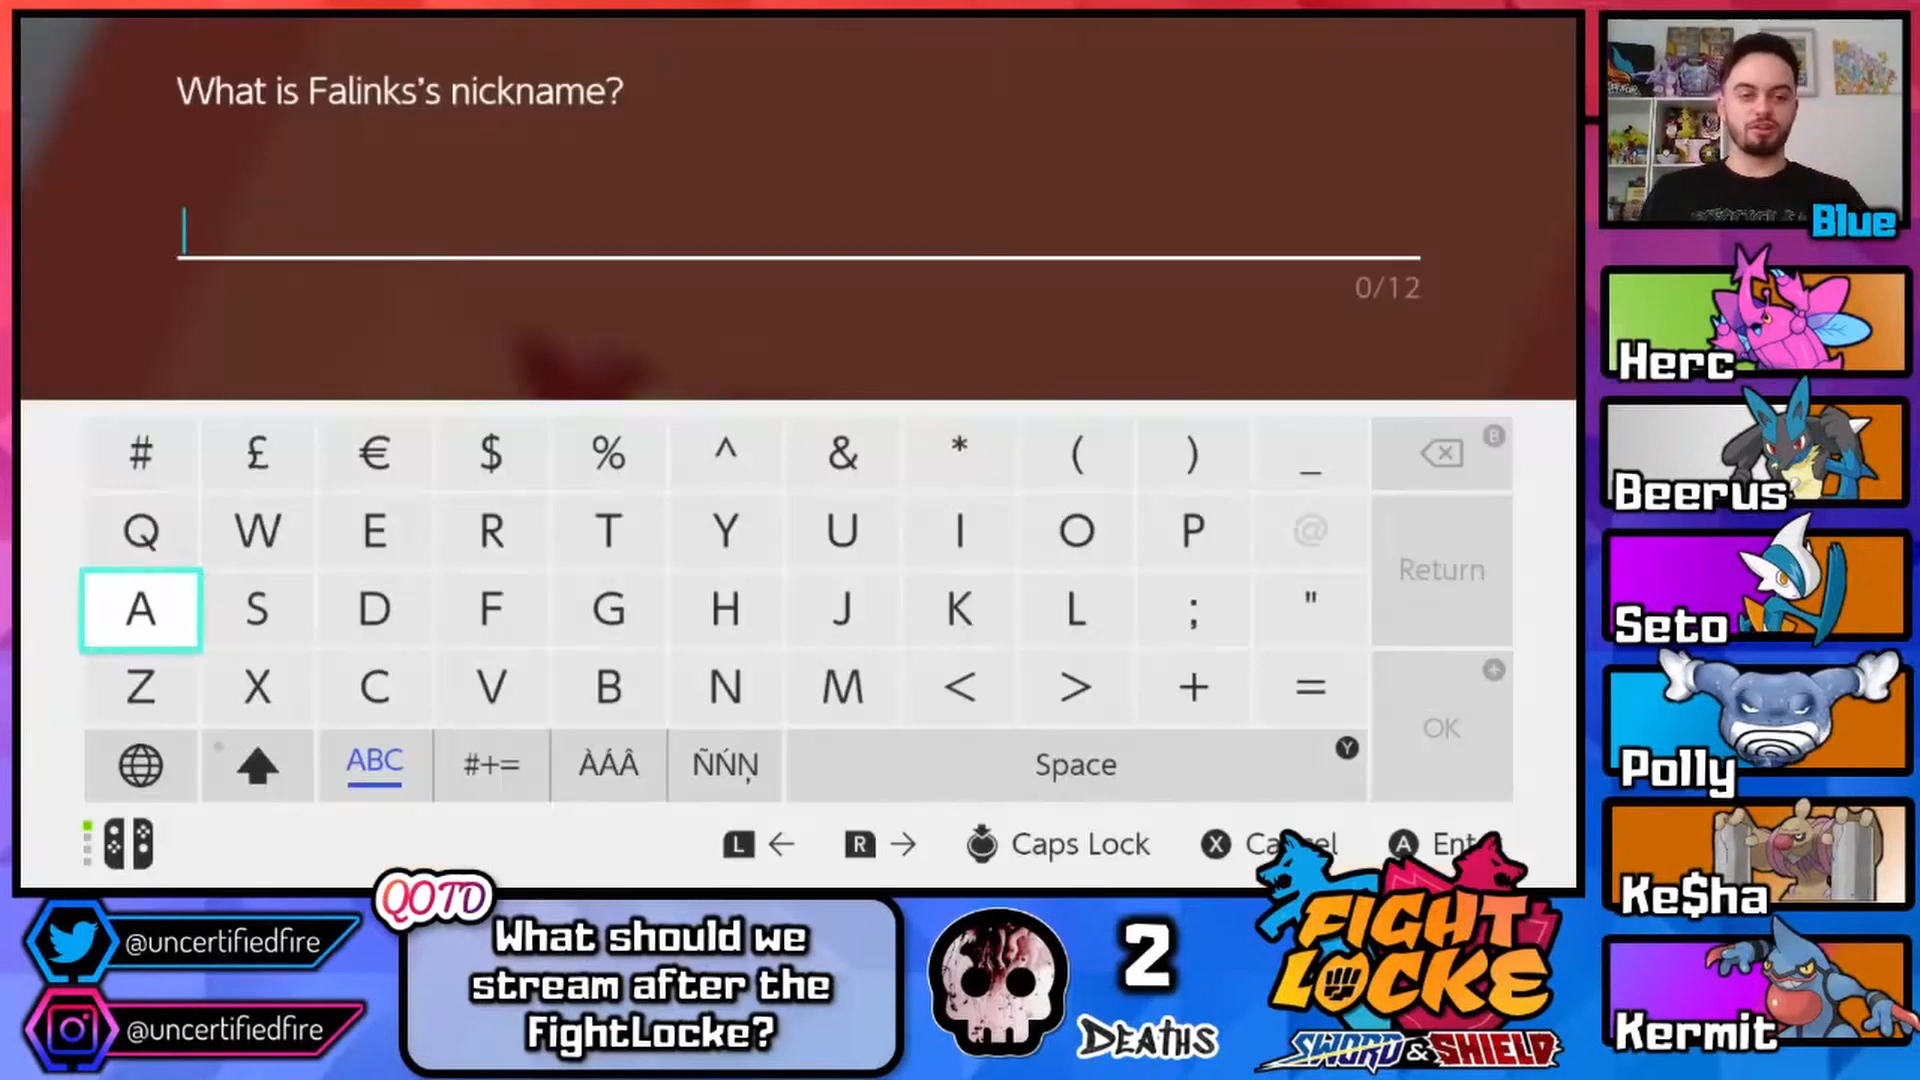 What is Falinks's nickname?
0/12
# £ € $ % ^ & * ( ) _ B
Q W E R T Y U I O P @
Return
A S D F G H J K L ; "
Z X C V B N M < > + =
OK
ABC #+= ÀÁÂ ÑŃŅ Space Y
L ← R → Caps Lock X Cancel A Ent
Blue
Herc
Beerus
Seto
Polly
Ke$ha
Kermit
@uncertifiedfire
@uncertifiedfire
QOTD
What should we
stream after the
FightLocke?
2
DEATHS
FIGHT
LOCKE
SWORD & SHIELD